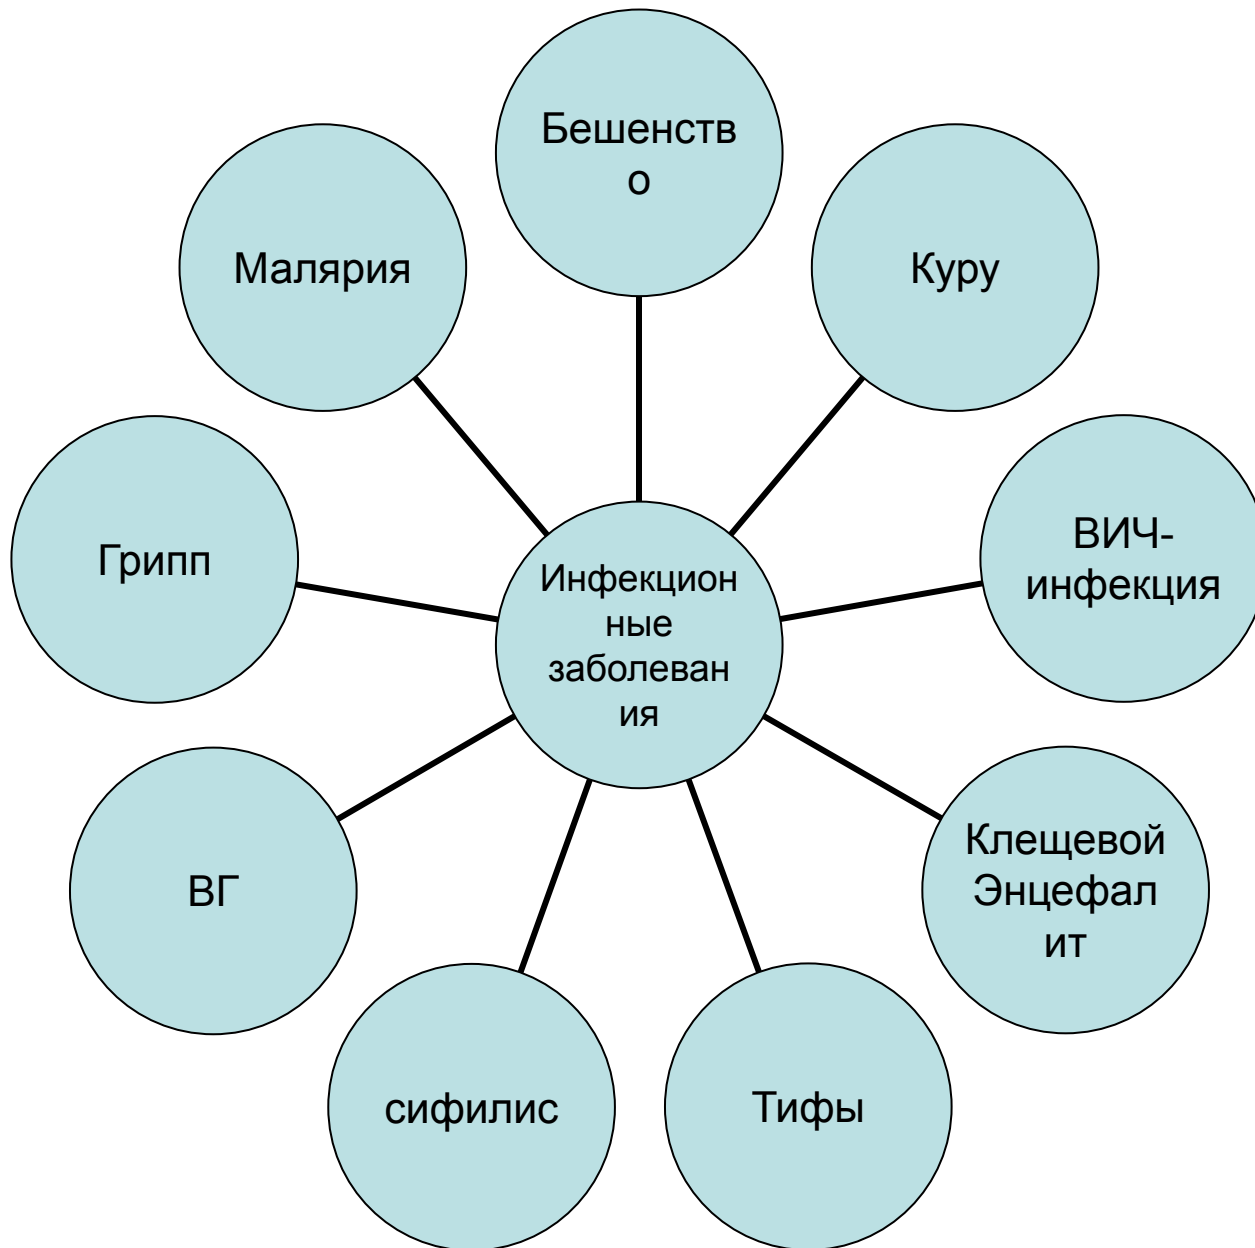 Бешенств
о
Малярия
Куру
Грипп
ВИЧ-
инфекция
Инфекцион
ные
заболеван
ия
ВГ
Клещевой
Энцефал
ит
сифилис
Тифы